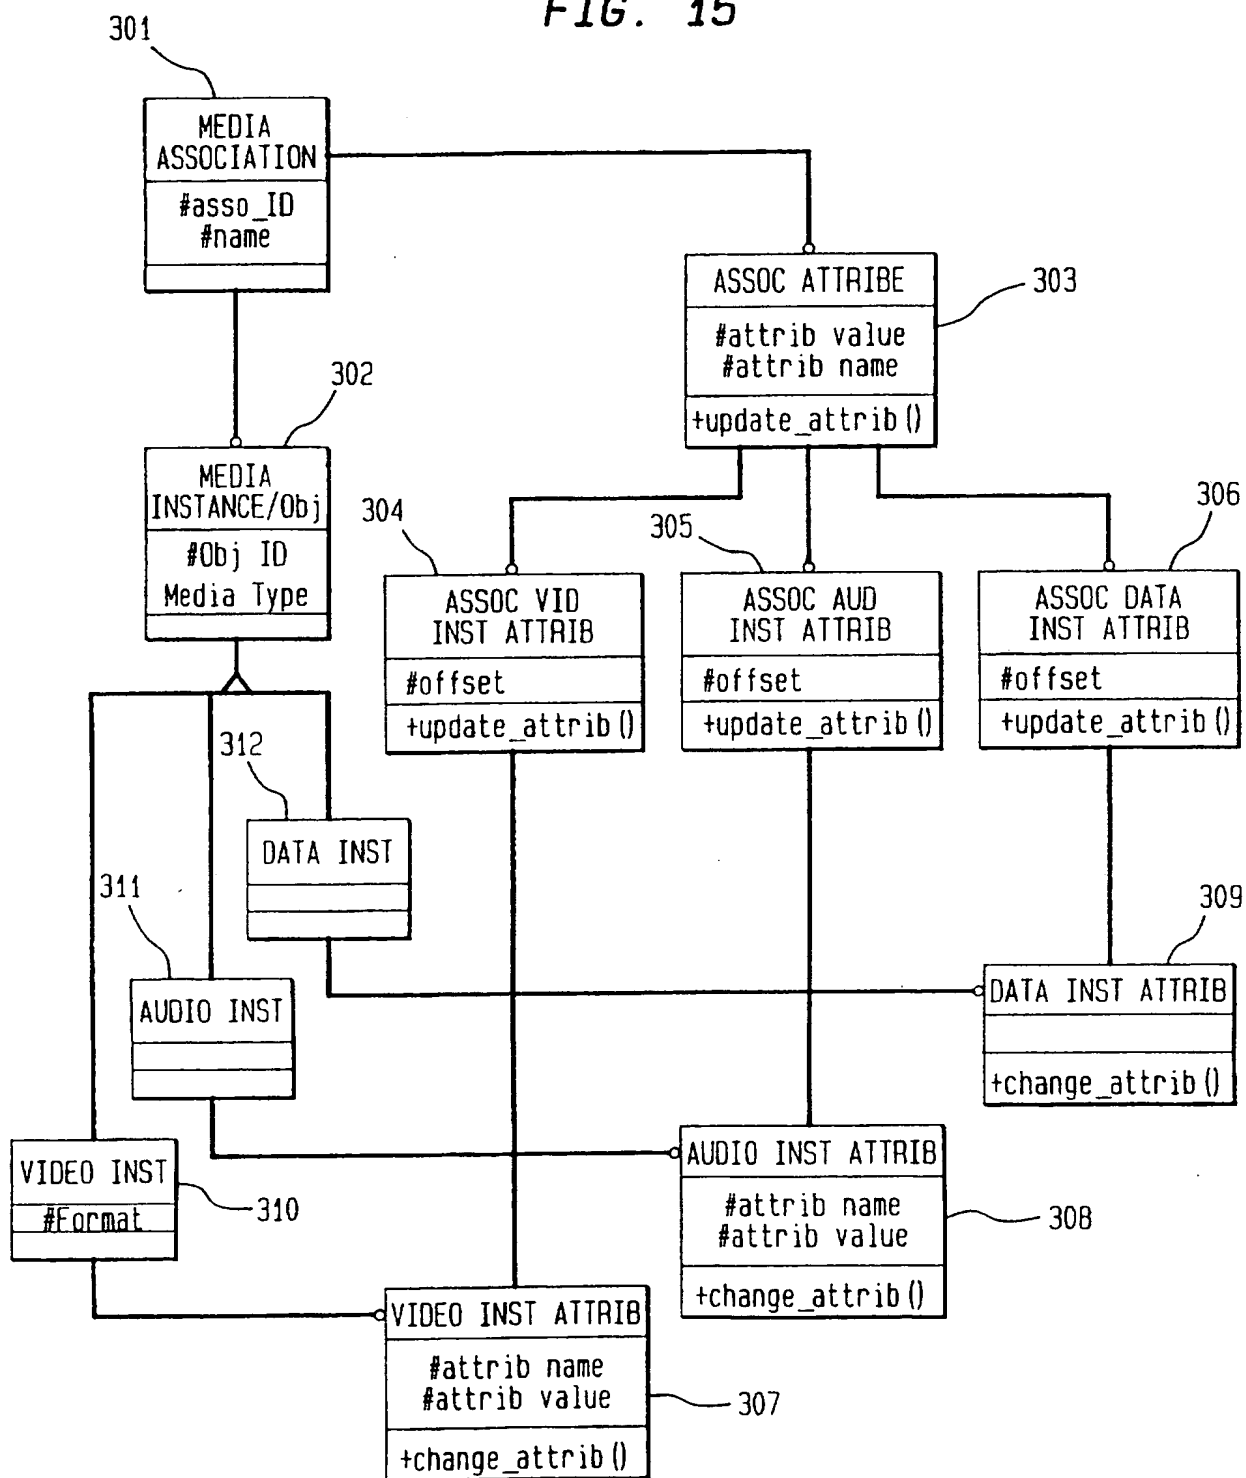 FIG. 15
301
MEDIA
ASSOCIATION
#asso_ID
#name
ASSOC ATTRIBE
#attrib value
#attrib name
+update_attrib()
303
302
MEDIA
INSTANCE/Obj
#Obj ID
Media Type
304
ASSOC VID
INST ATTRIB
#offset
+update_attrib()
305
ASSOC AUD
INST ATTRIB
#offset
+update_attrib()
306
ASSOC DATA
INST ATTRIB
#offset
+update_attrib()
312
DATA INST
311
AUDIO INST
309
DATA INST ATTRIB
+change_attrib()
VIDEO INST
#Format
310
AUDIO INST ATTRIB
#attrib name
#attrib value
+change_attrib()
308
VIDEO INST ATTRIB
#attrib name
#attrib value
+change_attrib()
307